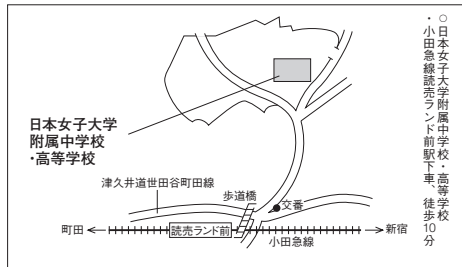 ○日本女子大学附属中学校・高等学校
・小田急線読売ランド前駅下車、徒歩10分
日本女子大学
附属中学校
・高等学校
津久井道世田谷町田線
歩道橋
交番
町田
読売ランド前
小田急線
新宿